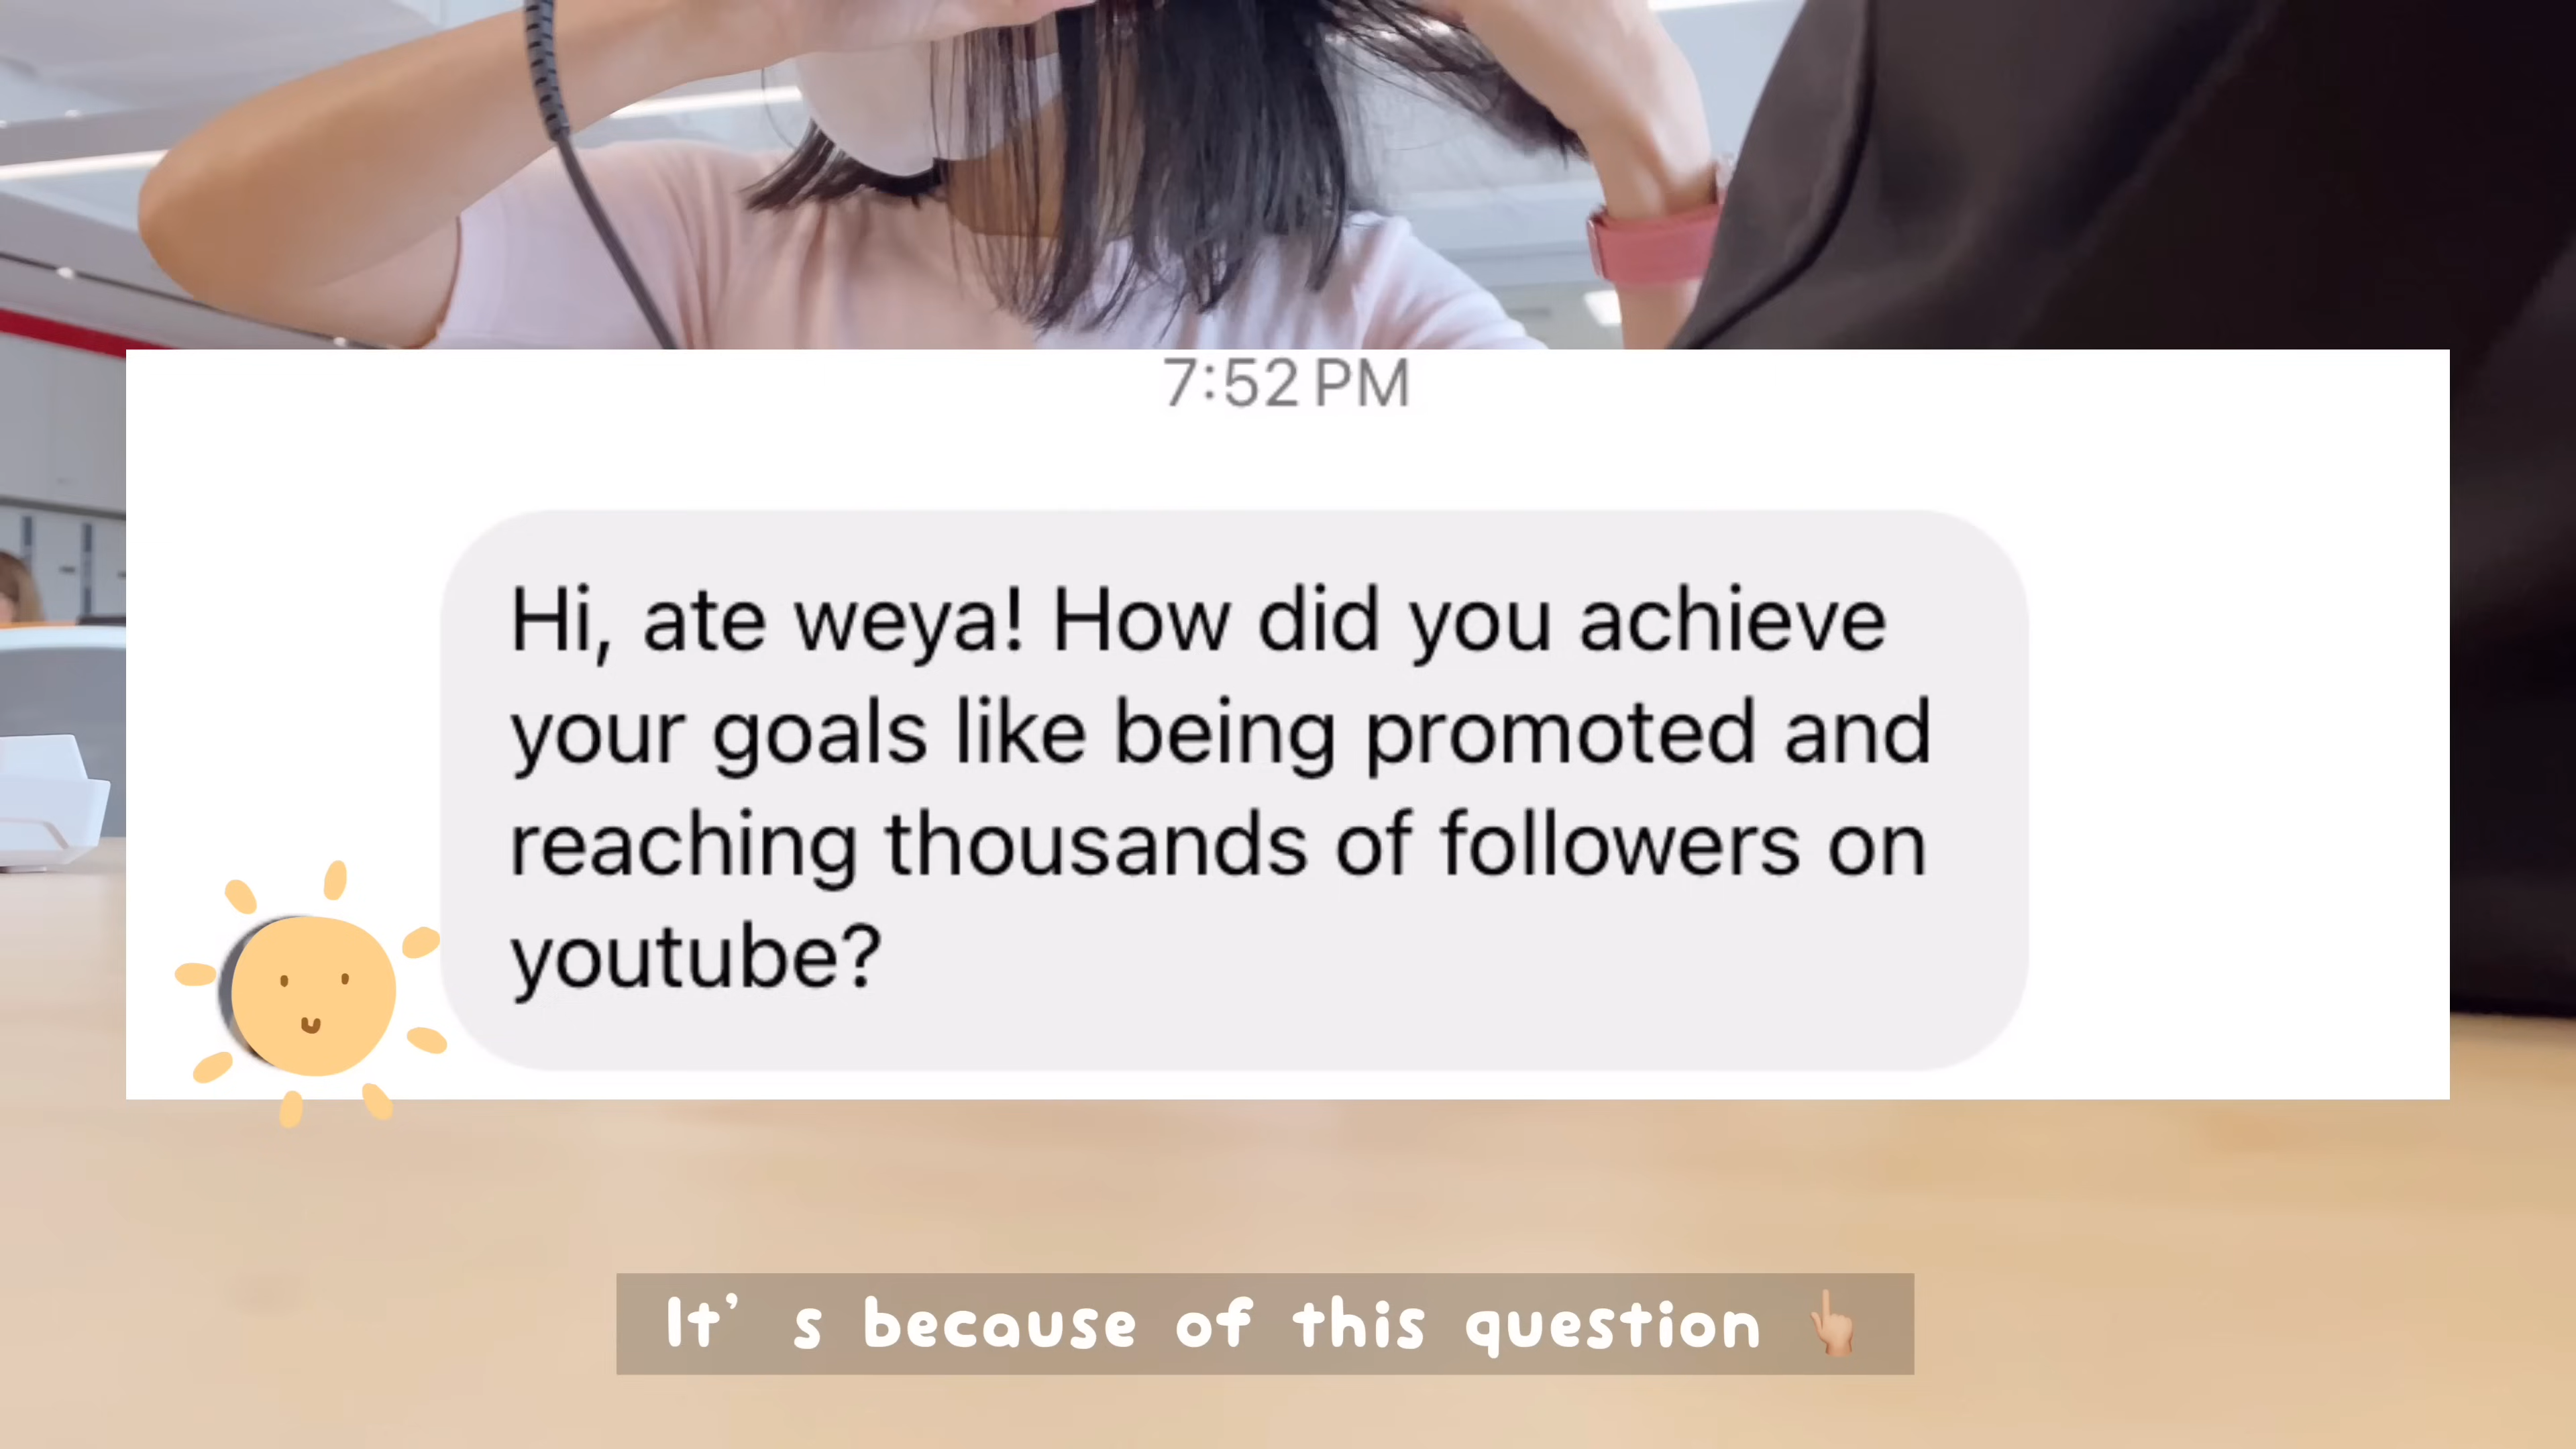 7:52 PM
Hi, ate weya! How did you achieve
your goals like being promoted and
reaching thousands of followers on
youtube?
It’s because of this question 👆🏼